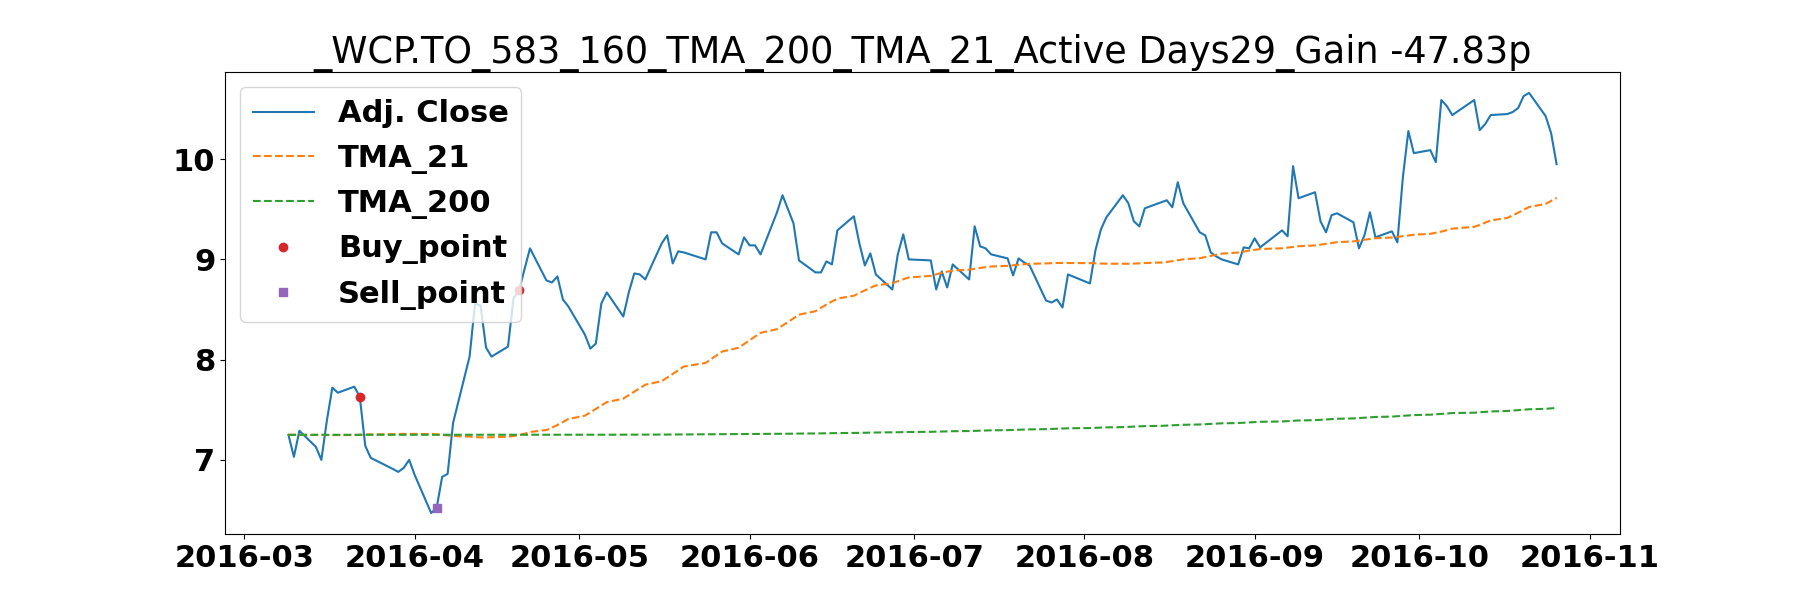 _WCP.TO_583_160_TMA_200_TMA_21_Active Days29_Gain -47.83p
Adj. Close
TMA_21
TMA_200
Buy_point
Sell_point
10
9
8
7
2016-03 2016-04 2016-05 2016-06 2016-07 2016-08 2016-09 2016-10 2016-11